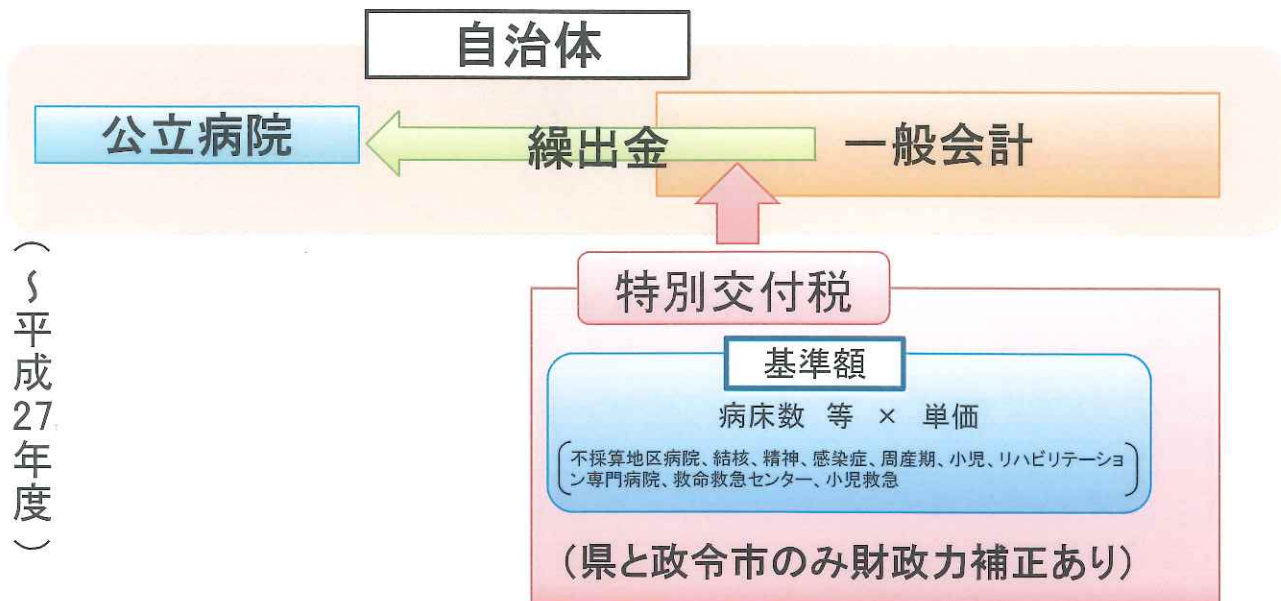 自治体
公立病院
繰出金
一般会計
（～平成27年度）
特別交付税
基準額
病床数 等 × 単価
不採算地区病院、結核、精神、感染症、周産期、小児、リハビリテーショ
ン専門病院、救命救急センター、小児救急
（県と政令市のみ財政力補正あり）